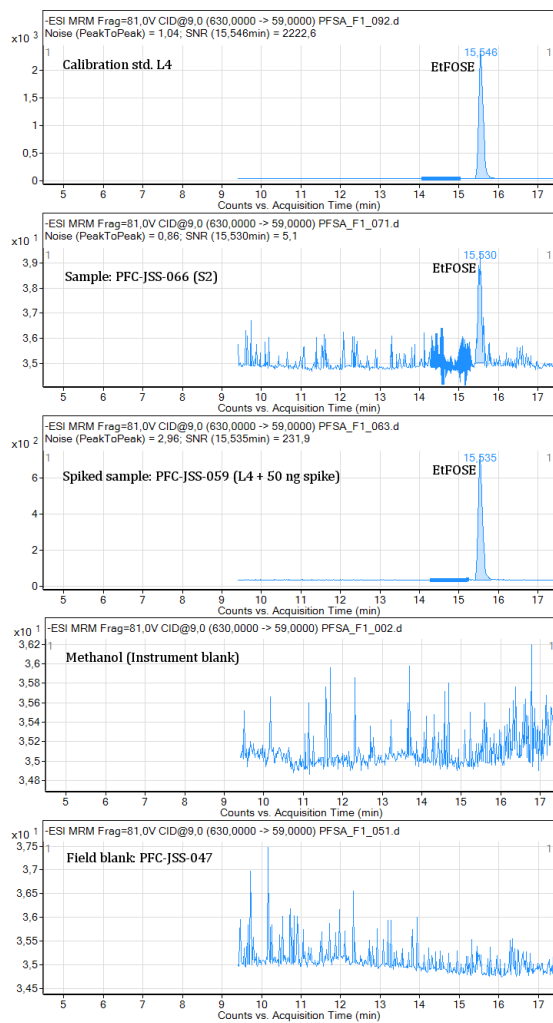 -ESI MRM Frag=81,0V CID@9,0 (630,0000 -> 59,0000) PFSA_F1_092.d
Noise (PeakToPeak) = 1,04; SNR (15,546min) = 2222,6
x10 3
1 15,546 1
Calibration std. L4 EtFOSE
2
1,5
1
0,5
0
5 6 7 8 9 10 11 12 13 14 15 16 17
Counts vs. Acquisition Time (min)
-ESI MRM Frag=81,0V CID@9,0 (630,0000 -> 59,0000) PFSA_F1_071.d
Noise (PeakToPeak) = 0,86; SNR (15,530min) = 5,1
x10 1
1 15,530 1
3,9
Sample: PFC-JSS-066 (S2) EtFOSE
3,8
3,7
3,6
3,5
5 6 7 8 9 10 11 12 13 14 15 16 17
Counts vs. Acquisition Time (min)
-ESI MRM Frag=81,0V CID@9,0 (630,0000 -> 59,0000) PFSA_F1_063.d
Noise (PeakToPeak) = 2,96; SNR (15,535min) = 231,9
x10 2
1 15,535 1
6
Spiked sample: PFC-JSS-059 (L4 + 50 ng spike) EtFOSE
4
2
0
5 6 7 8 9 10 11 12 13 14 15 16 17
Counts vs. Acquisition Time (min)
-ESI MRM Frag=81,0V CID@9,0 (630,0000 -> 59,0000) PFSA_F1_002.d
x10 1
3,62 1 1
3,6
Methanol (Instrument blank)
3,58
3,56
3,54
3,52
3,5
3,48
5 6 7 8 9 10 11 12 13 14 15 16 17
Counts vs. Acquisition Time (min)
-ESI MRM Frag=81,0V CID@9,0 (630,0000 -> 59,0000) PFSA_F1_051.d
x10 1
3,75 1 1
Field blank: PFC-JSS-047
3,7
3,65
3,6
3,55
3,5
3,45
5 6 7 8 9 10 11 12 13 14 15 16 17
Counts vs. Acquisition Time (min)